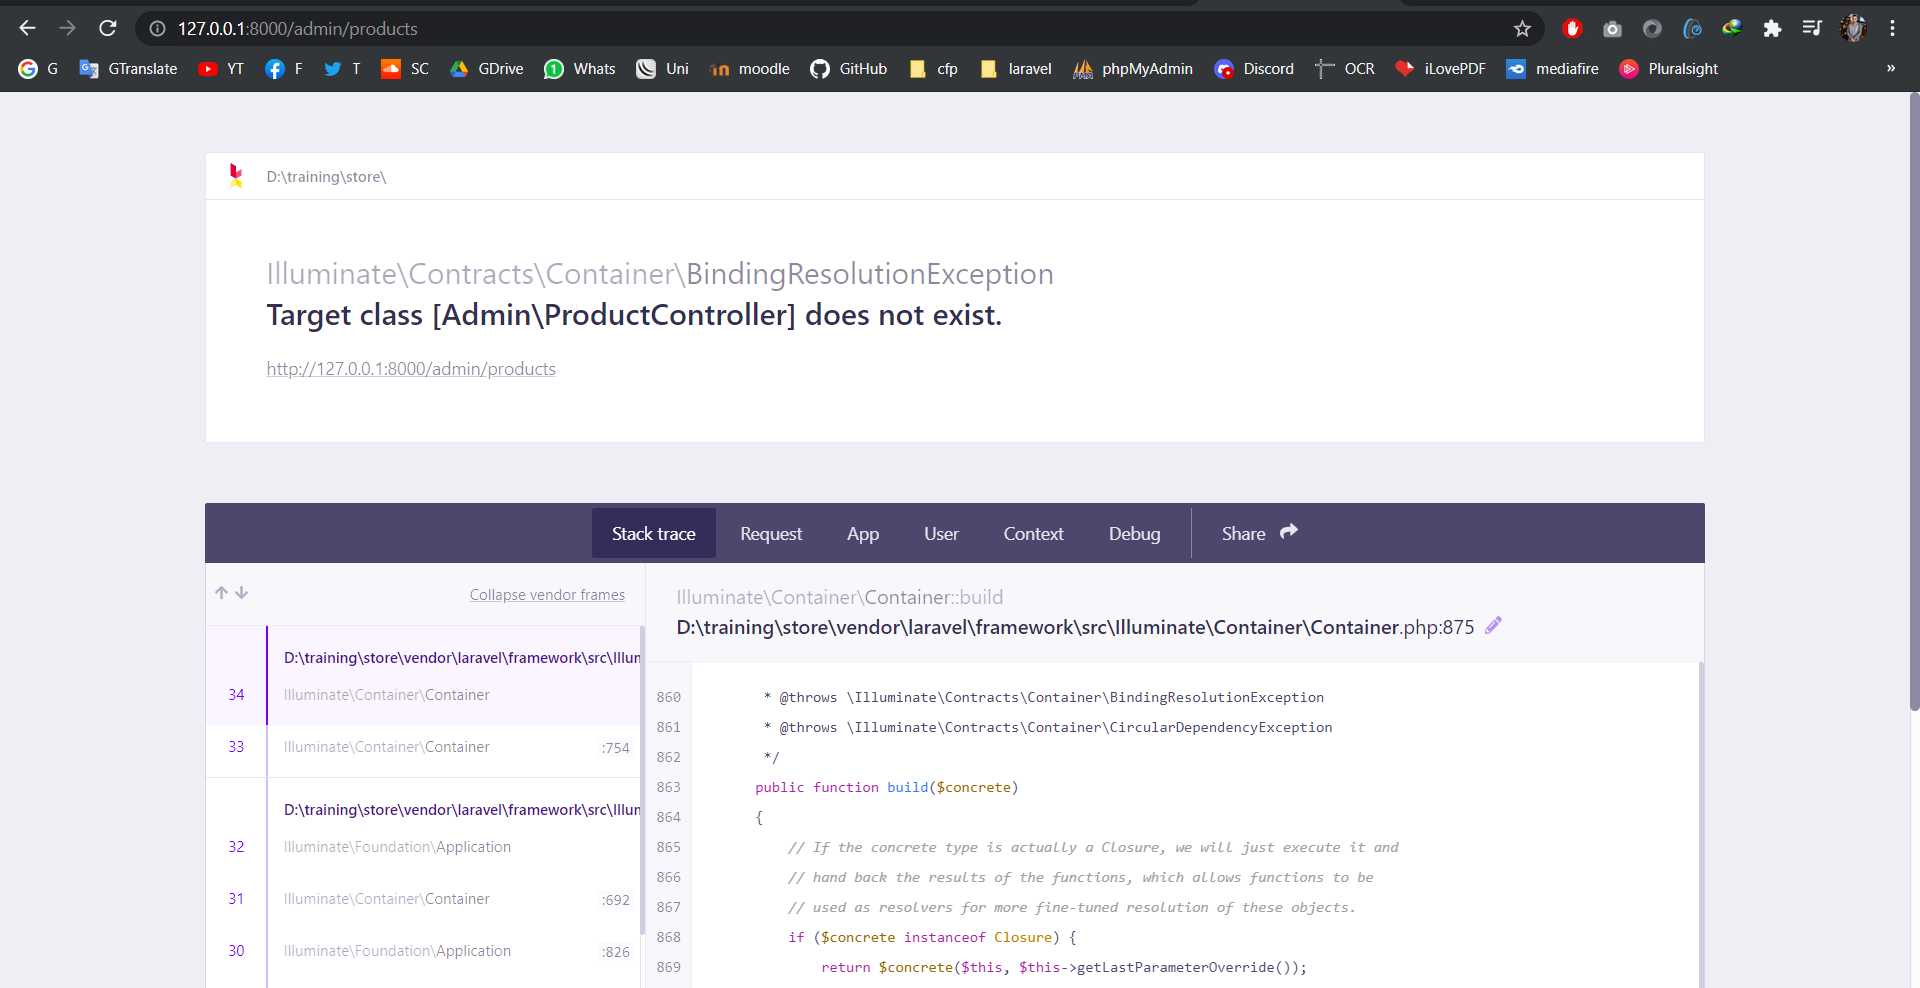 127.0.0.1:8000/admin/products
G GTranslate YT F T SC GDrive Whats Uni moodle GitHub cfp laravel phpMyAdmin Discord OCR iLovePDF mediafire Pluralsight »
D:\training\store\
Illuminate\Contracts\Container\BindingResolutionException
Target class [Admin\ProductController] does not exist.
http://127.0.0.1:8000/admin/products
Stack trace Request App User Context Debug Share
Collapse vendor frames
D:\training\store\vendor\laravel\framework\src\Illum
34 Illuminate\Container\Container
33 Illuminate\Container\Container :754
D:\training\store\vendor\laravel\framework\src\Illum
32 Illuminate\Foundation\Application
31 Illuminate\Container\Container :692
30 Illuminate\Foundation\Application :826
Illuminate\Container\Container::build
D:\training\store\vendor\laravel\framework\src\Illuminate\Container\Container.php:875
860 * @throws \Illuminate\Contracts\Container\BindingResolutionException
861 * @throws \Illuminate\Contracts\Container\CircularDependencyException
862 */
863 public function build($concrete)
864 {
865 // If the concrete type is actually a Closure, we will just execute it and
866 // hand back the results of the functions, which allows functions to be
867 // used as resolvers for more fine-tuned resolution of these objects.
868 if ($concrete instanceof Closure) {
869 return $concrete($this, $this->getLastParameterOverride());